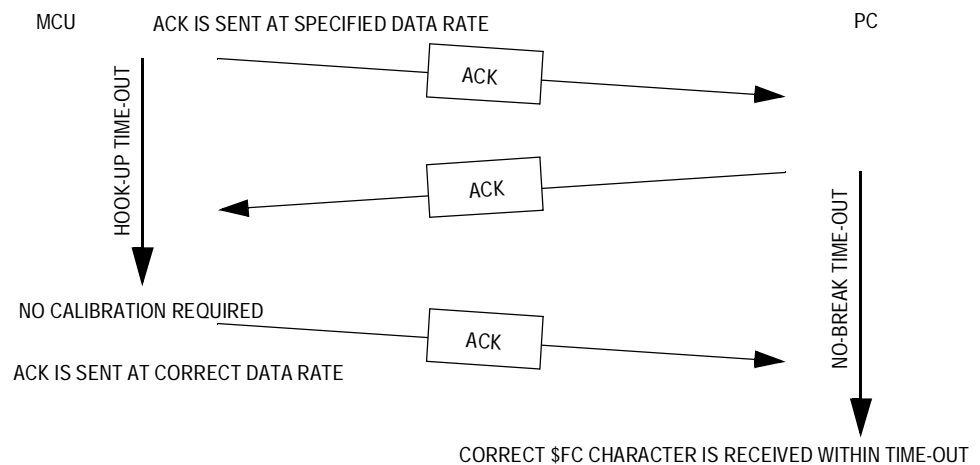 MCU
ACK IS SENT AT SPECIFIED DATA RATE
PC
HOOK-UP TIME-OUT
ACK
ACK
NO-BREAK TIME-OUT
NO CALIBRATION REQUIRED
ACK
ACK IS SENT AT CORRECT DATA RATE
CORRECT $FC CHARACTER IS RECEIVED WITHIN TIME-OUT